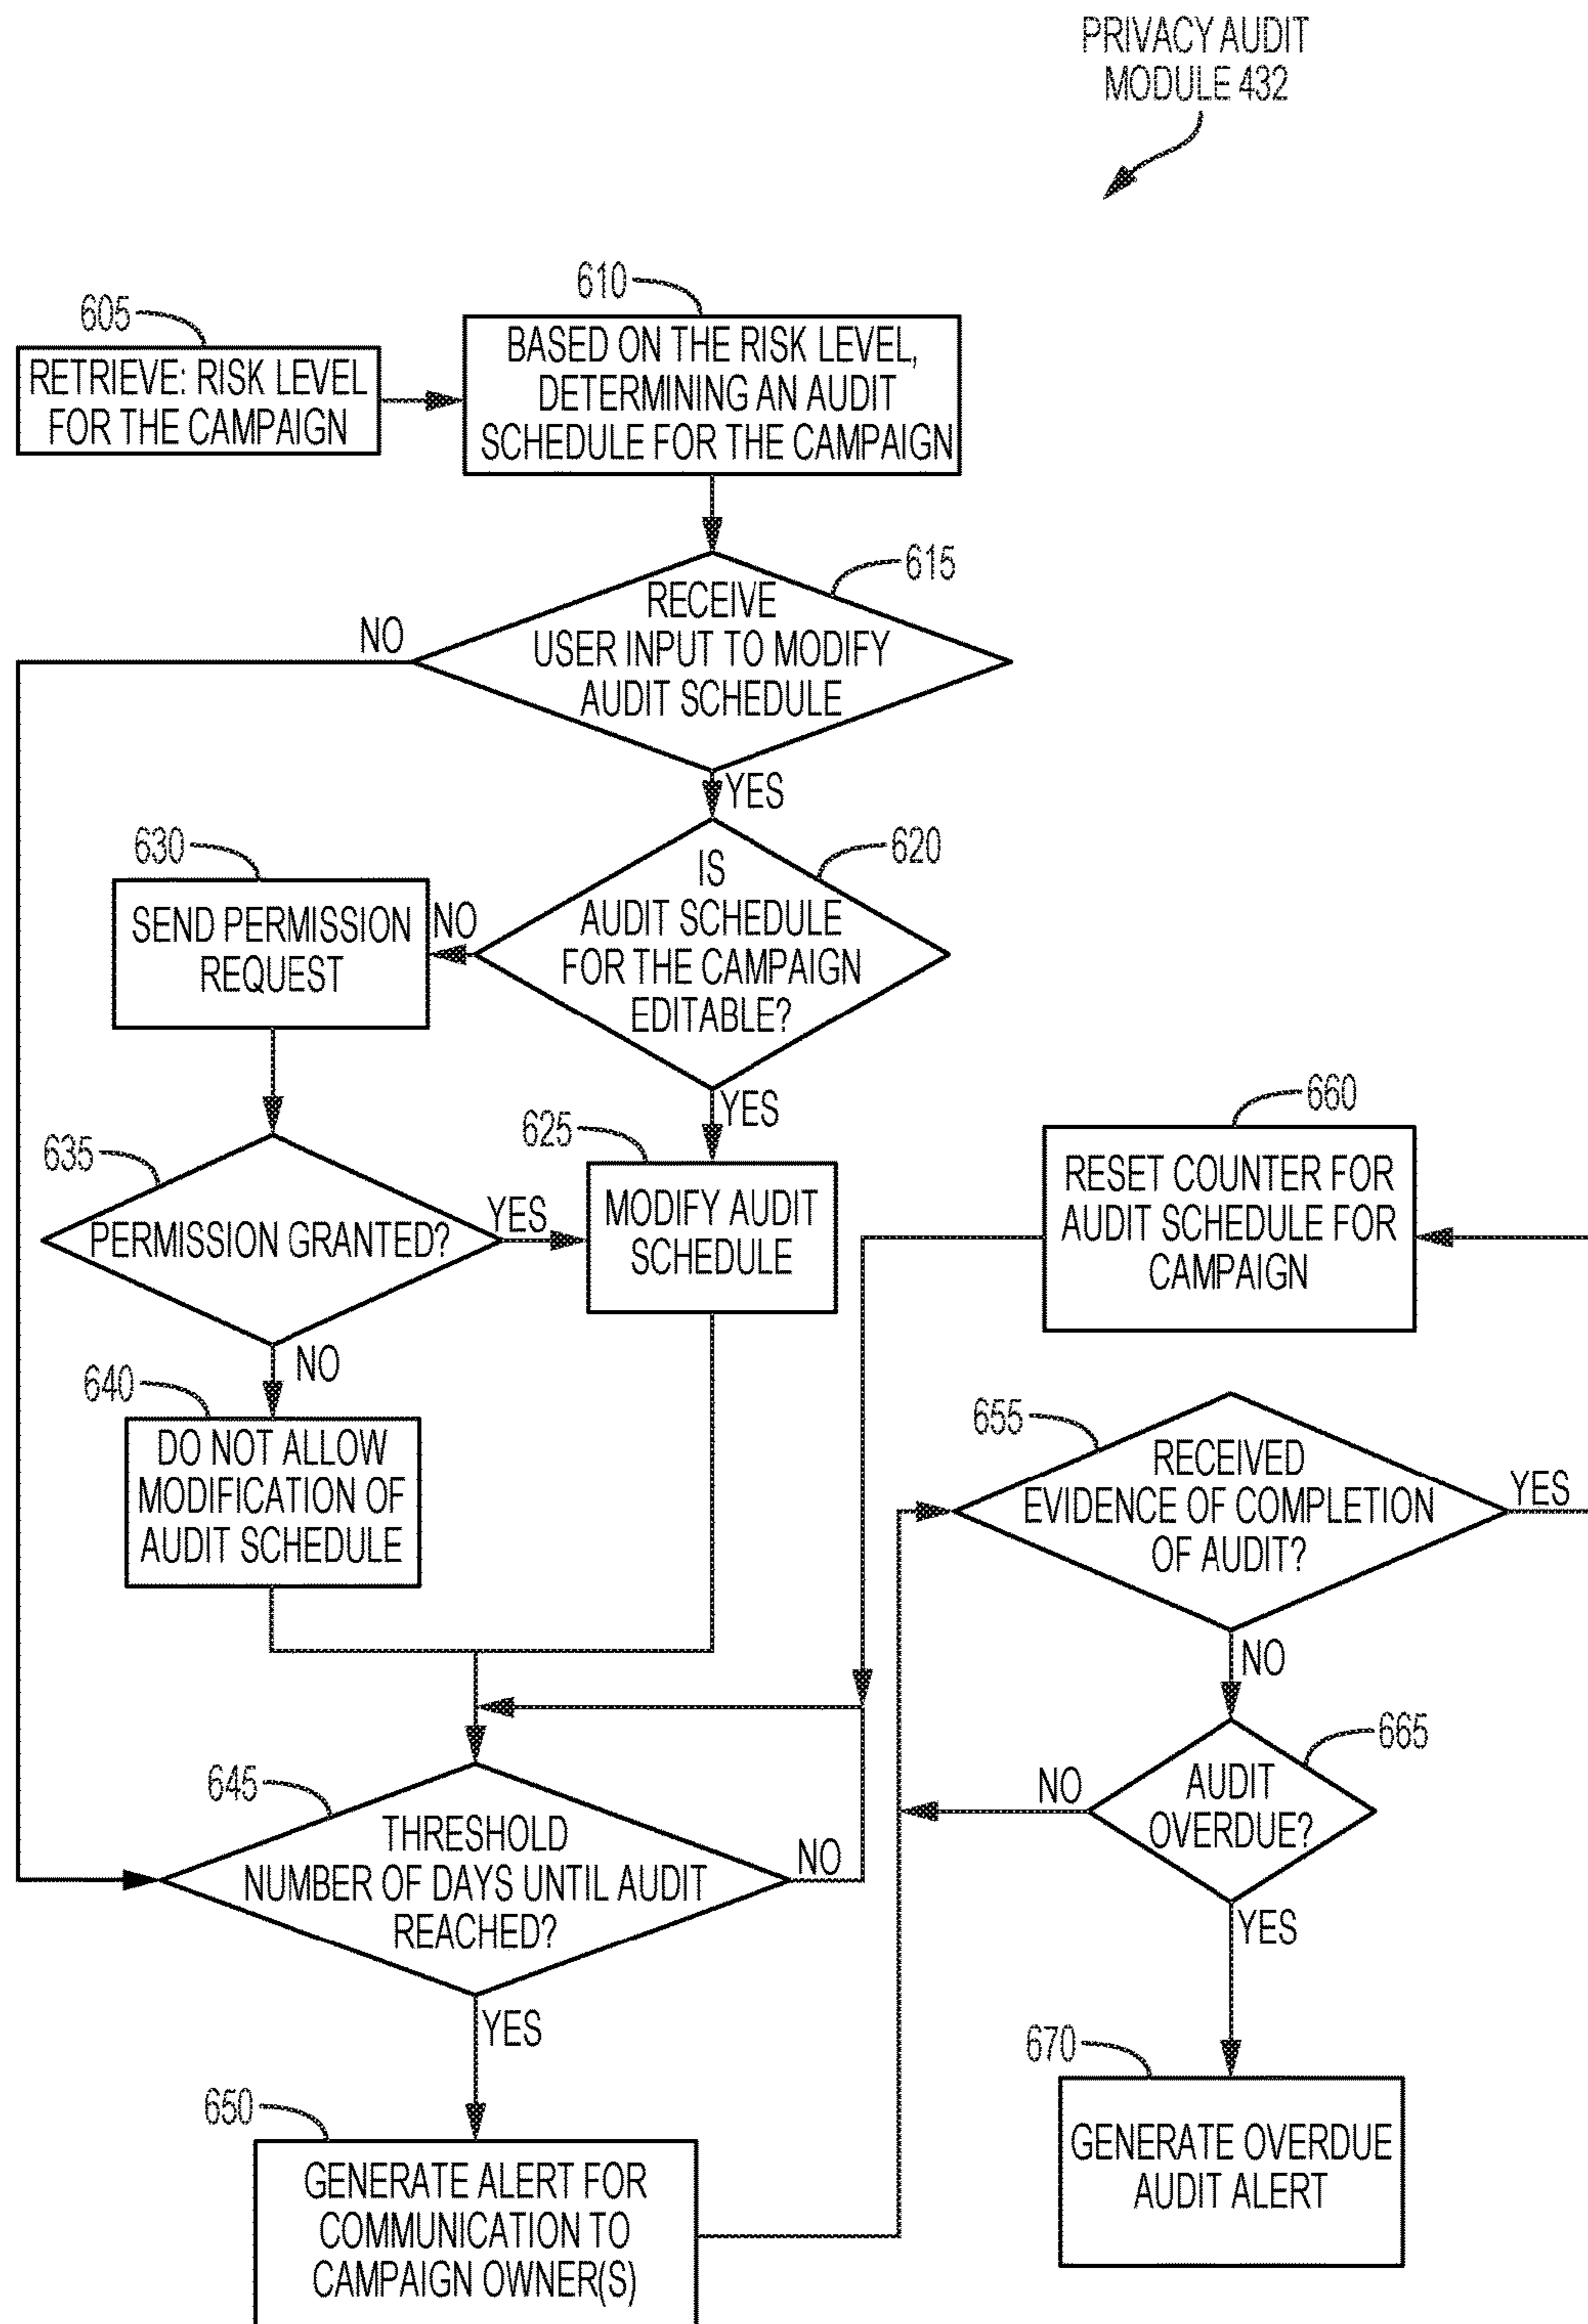 PRIVACY AUDIT
MODULE 432
605
RETRIEVE: RISK LEVEL
FOR THE CAMPAIGN
610
BASED ON THE RISK LEVEL,
DETERMINING AN AUDIT
SCHEDULE FOR THE CAMPAIGN
615
RECEIVE
USER INPUT TO MODIFY
AUDIT SCHEDULE
NO
YES
620
IS
AUDIT SCHEDULE
FOR THE CAMPAIGN
EDITABLE?
NO
YES
630
SEND PERMISSION
REQUEST
635
PERMISSION GRANTED?
YES
NO
625
MODIFY AUDIT
SCHEDULE
640
DO NOT ALLOW
MODIFICATION OF
AUDIT SCHEDULE
645
THRESHOLD
NUMBER OF DAYS UNTIL AUDIT
REACHED?
NO
YES
650
GENERATE ALERT FOR
COMMUNICATION TO
CAMPAIGN OWNER(S)
660
RESET COUNTER FOR
AUDIT SCHEDULE FOR
CAMPAIGN
655
RECEIVED
EVIDENCE OF COMPLETION
OF AUDIT?
YES
NO
665
AUDIT
OVERDUE?
NO
YES
670
GENERATE OVERDUE
AUDIT ALERT